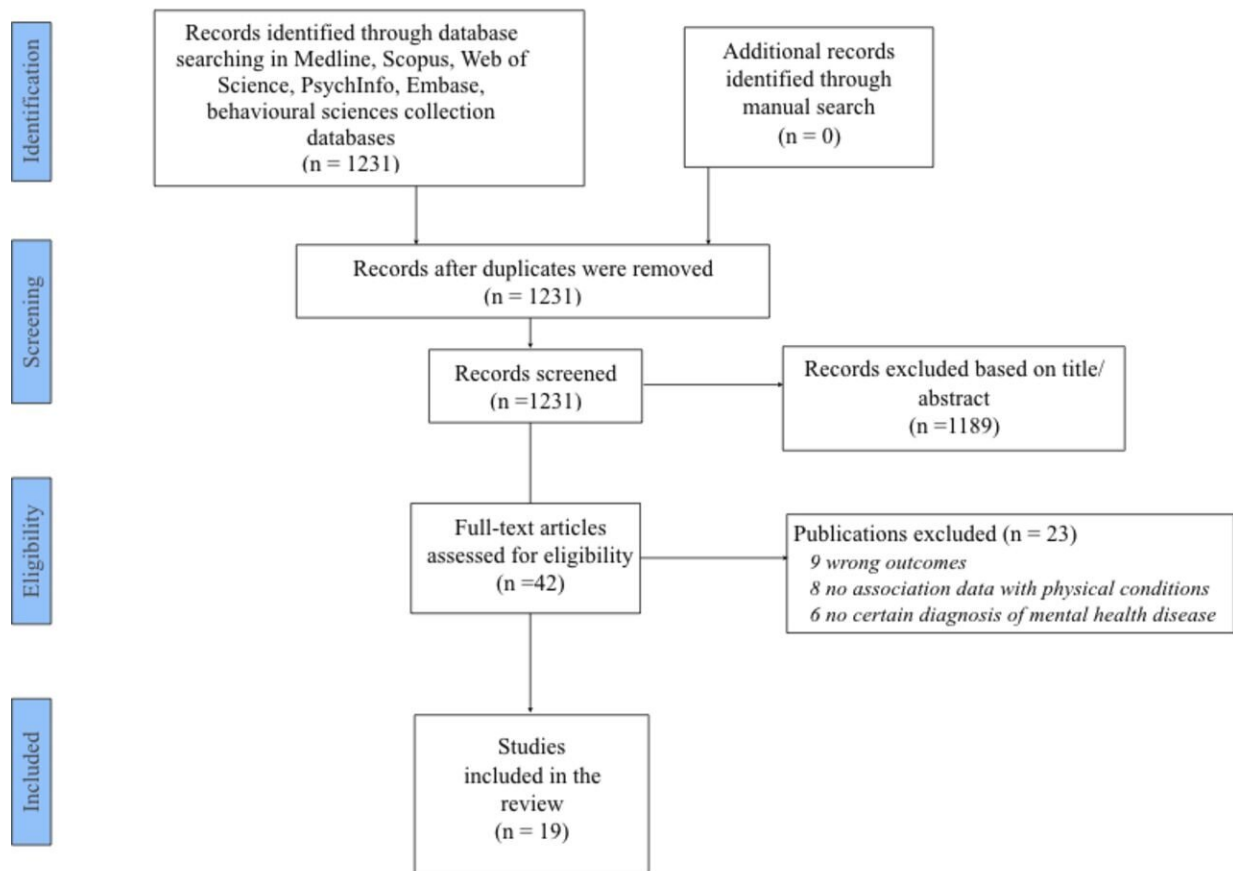 Identification
Records identified through database
searching in Medline, Scopus, Web of
Science, PsychInfo, Embase,
behavioural sciences collection
databases
(n = 1231)
Additional records
identified through
manual search
(n = 0)
Screening
Records after duplicates were removed
(n = 1231)
Records screened
(n =1231)
Records excluded based on title/
abstract
(n =1189)
Eligibility
Full-text articles
assessed for eligibility
(n =42)
Publications excluded (n = 23)
9 wrong outcomes
8 no association data with physical conditions
6 no certain diagnosis of mental health disease
Included
Studies
included in the
review
(n = 19)